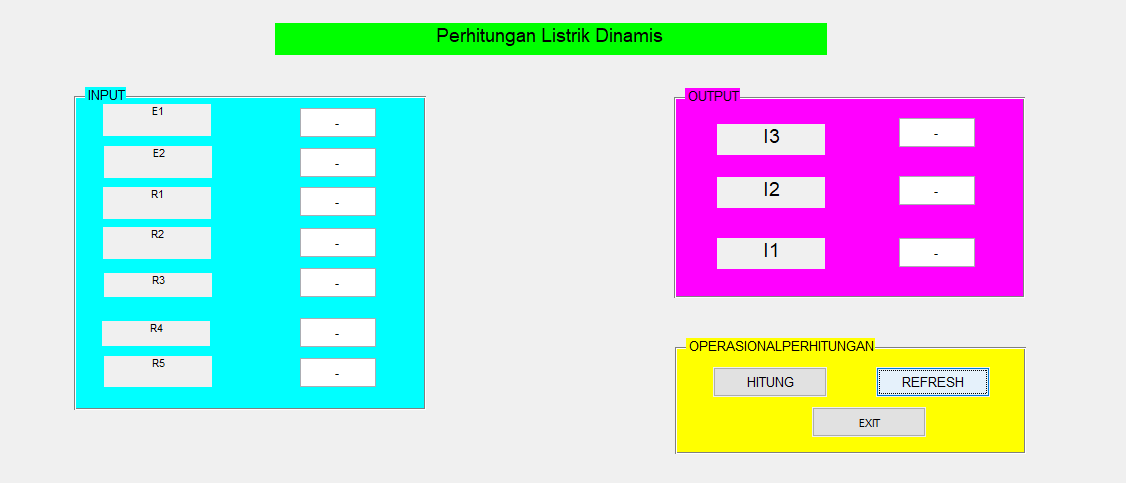 Perhitungan Listrik Dinamis
INPUT
E1 -
E2 -
R1 -
R2 -
R3 -
R4 -
R5 -
OUTPUT
I3 -
I2 -
I1 -
OPERASIONALPERHITUNGAN
HITUNG REFRESH
EXIT